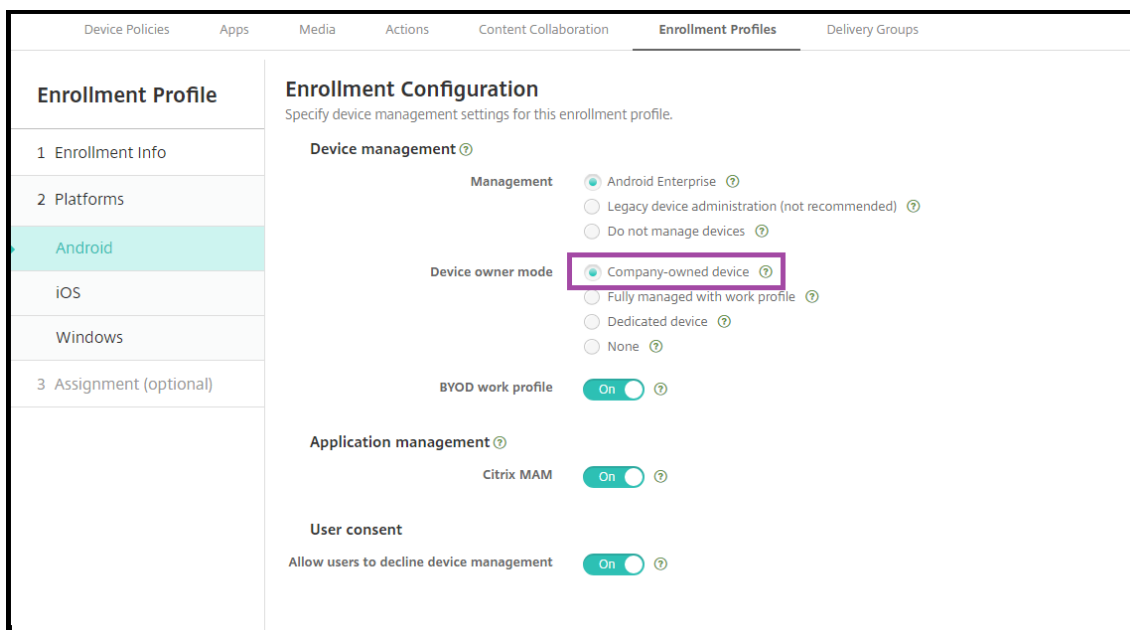 Device Policies Apps Media Actions Content Collaboration Enrollment Profiles Delivery Groups
Enrollment Profile
1 Enrollment Info
2 Platforms
Android
iOS
Windows
3 Assignment (optional)
Enrollment Configuration
Specify device management settings for this enrollment profile.
Device management ?
Management Android Enterprise ?
Legacy device administration (not recommended) ?
Do not manage devices ?
Device owner mode Company-owned device ?
Fully managed with work profile ?
Dedicated device ?
None ?
BYOD work profile On ?
Application management ?
Citrix MAM On ?
User consent
Allow users to decline device management On ?